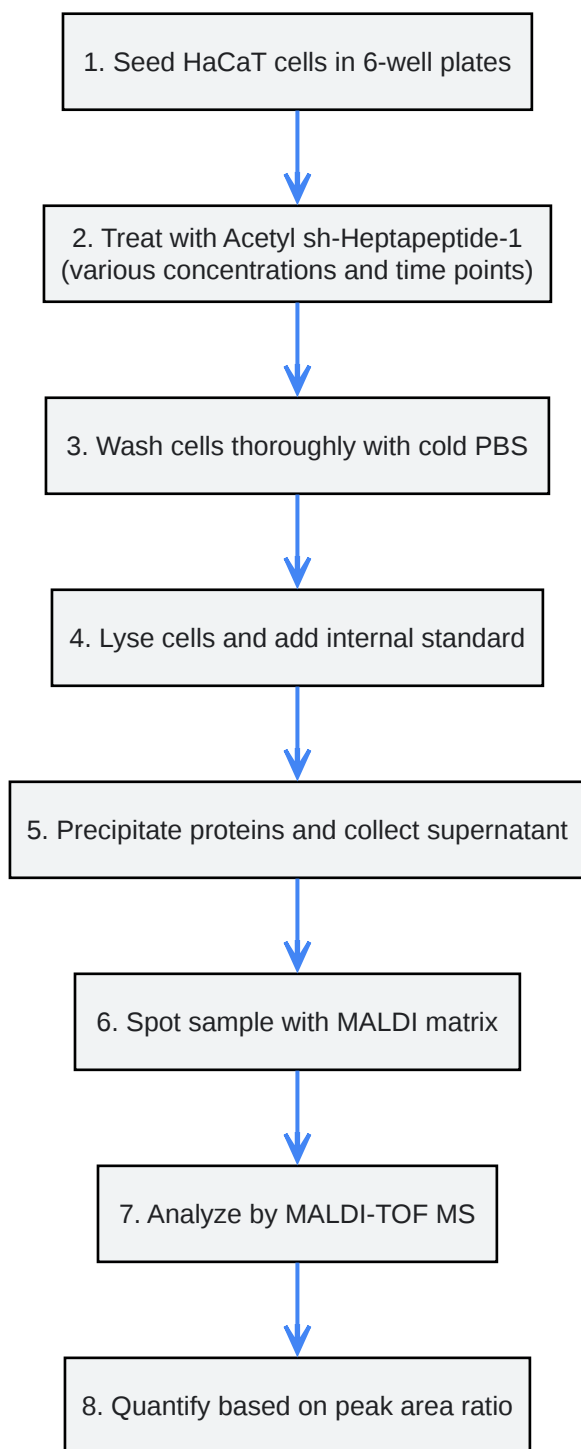 1. Seed HaCaT cells in 6-well plates
2. Treat with Acetyl sh-Heptapeptide-1
(various concentrations and time points)
3. Wash cells thoroughly with cold PBS
4. Lyse cells and add internal standard
5. Precipitate proteins and collect supernatant
6. Spot sample with MALDI matrix
7. Analyze by MALDI-TOF MS
8. Quantify based on peak area ratio